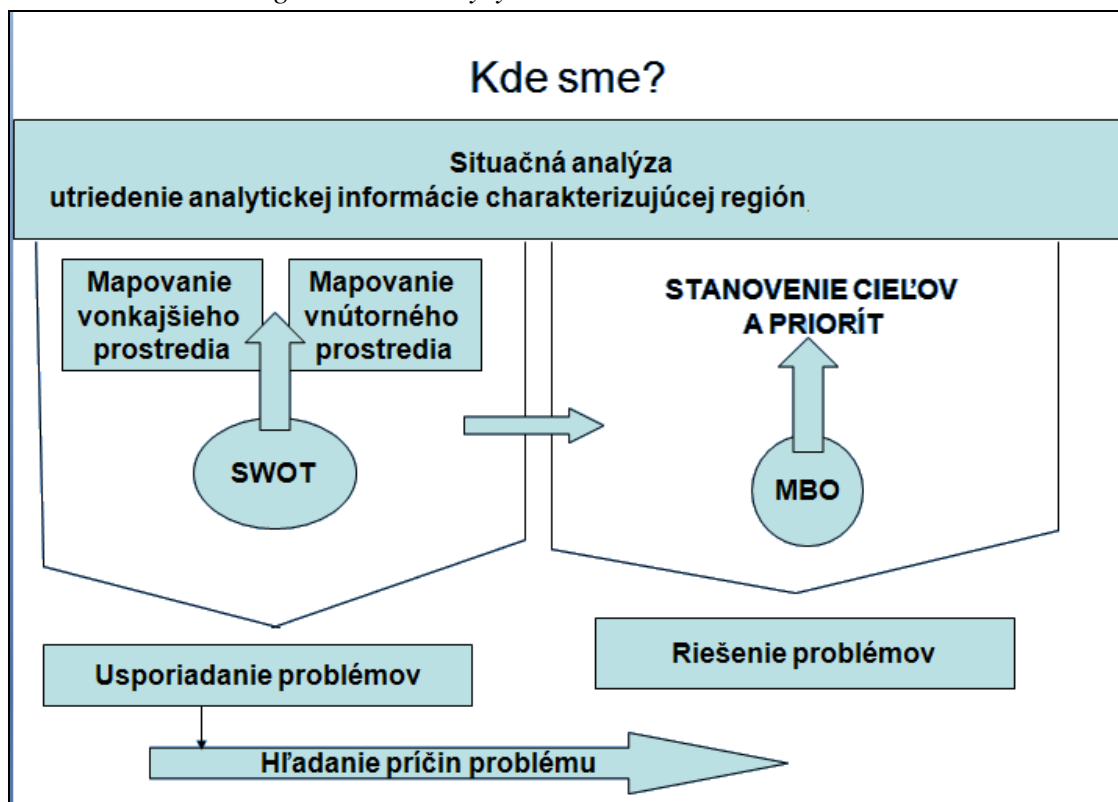 Kde sme?
Situačná analýza
utriedenie analytickej informácie charakterizujúcej región
Mapovanie
vonkajšieho
prostredia
Mapovanie
vnútorného
prostredia
STANOVENIE CIEĽOV
A PRIORÍT
SWOT
MBO
Usporiadanie problémov
Riešenie problémov
Hľadanie príčin problému